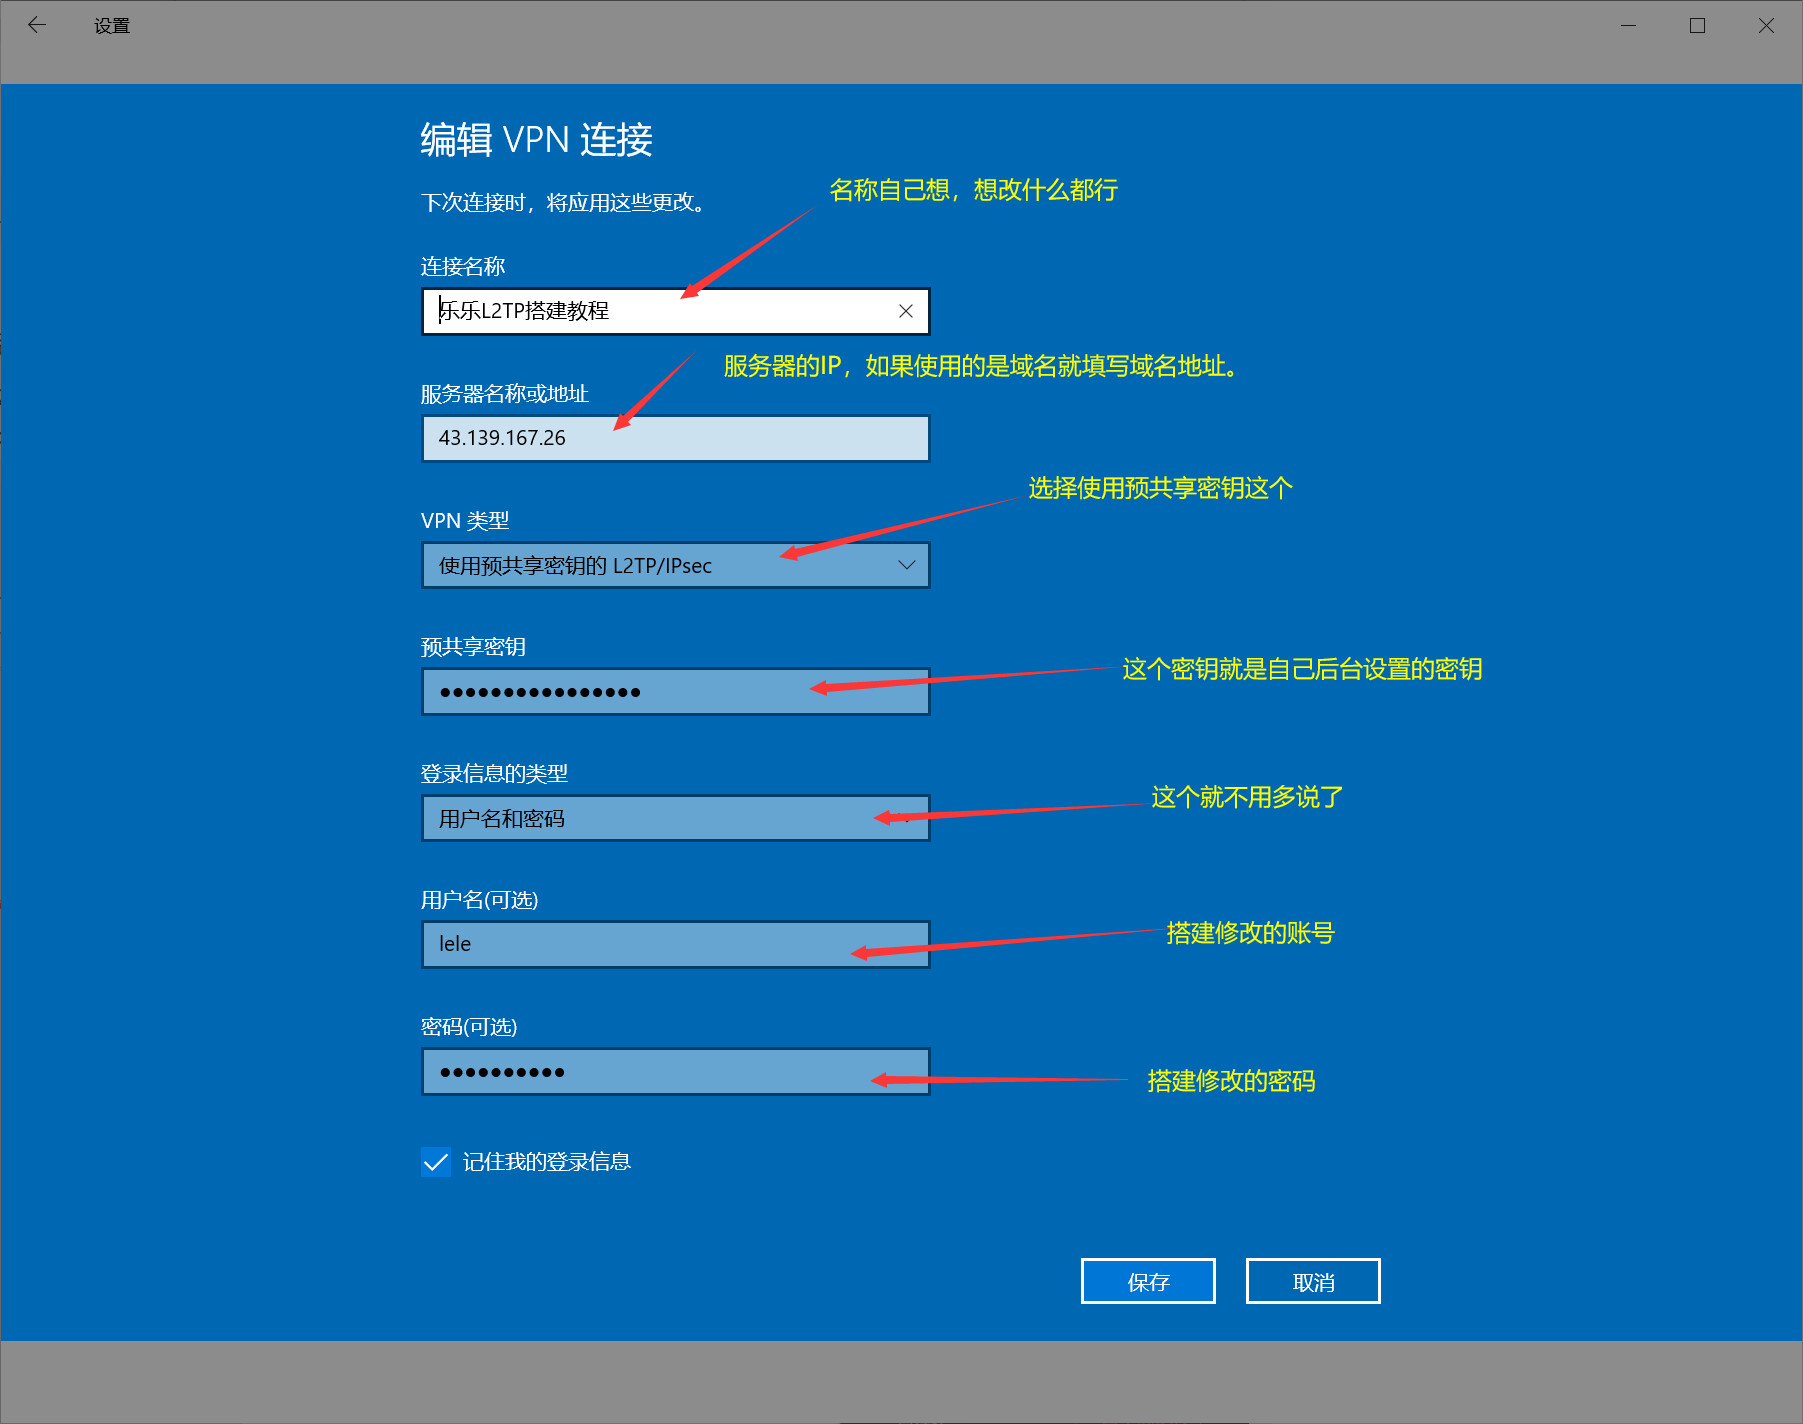 设置
编辑 VPN 连接
名称自己想，想改什么都行
下次连接时，将应用这些更改。
连接名称
乐乐L2TP搭建教程
服务器的IP，如果使用的是域名就填写域名地址。
服务器名称或地址
43.139.167.26
选择使用预共享密钥这个
VPN 类型
使用预共享密钥的 L2TP/IPsec
预共享密钥
这个密钥就是自己后台设置的密钥
●●●●●●●●●●●●●●●●
登录信息的类型
这个就不用多说了
用户名和密码
用户名(可选)
搭建修改的账号
lele
密码(可选)
搭建修改的密码
●●●●●●●●●●
记住我的登录信息
保存
取消